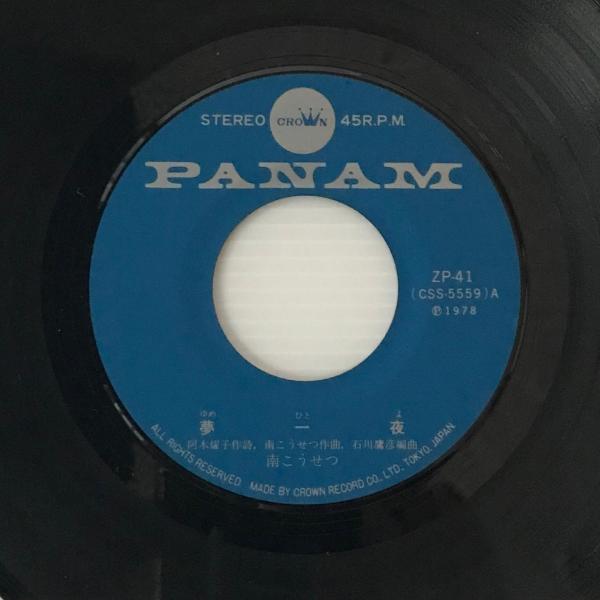 STEREO CROWN 45R.P.M.
PANAM
ZP-41
(CSS-5559)A
Ⓟ1978
ゆめ ひと よ
夢 一 夜
阿木燿子作詩, 南こうせつ作曲, 石川鷹彦編曲
南こうせつ
ALL RIGHTS RESERVED MADE BY CROWN RECORD CO., LTD. TOKYO, JAPAN